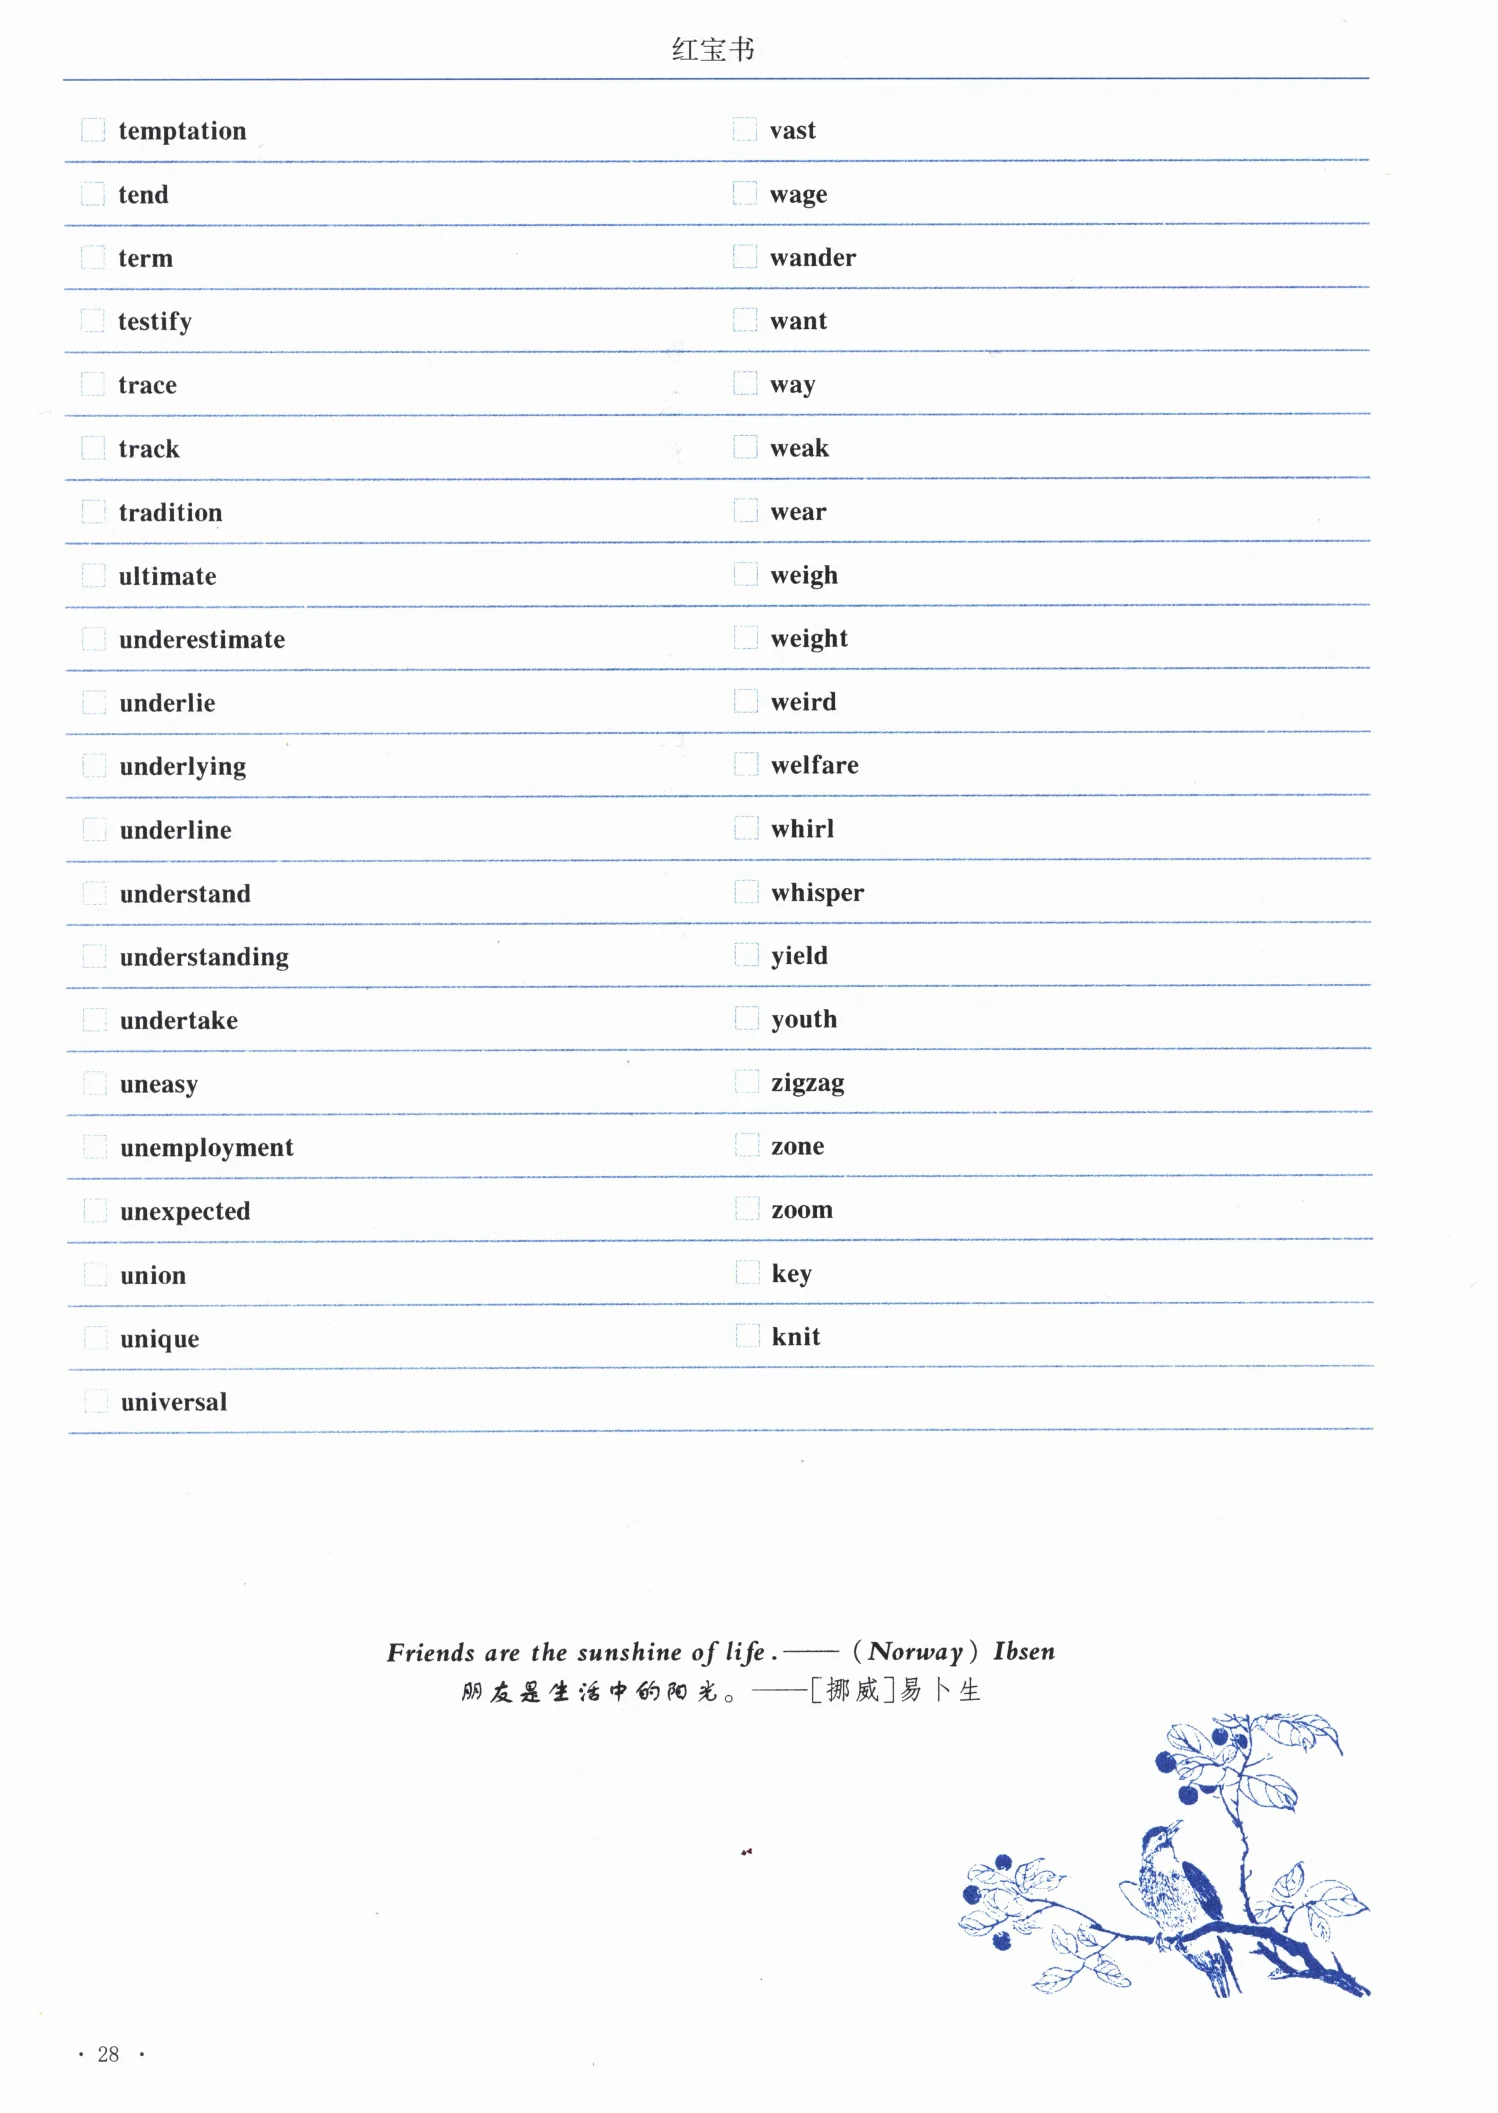 红宝书
temptation
tend
term
testify
trace
track
tradition
ultimate
underestimate
underlie
underlying
underline
understand
understanding
undertake
uneasy
unemployment
unexpected
union
unique
universal
vast
wage
wander
want
way
weak
wear
weigh
weight
weird
welfare
whirl
whisper
yield
youth
zigzag
zone
zoom
key
knit
Friends are the sunshine of life.——(Norway) Ibsen
朋友是生活中的阳光。——[挪威]易卜生
· 28 ·